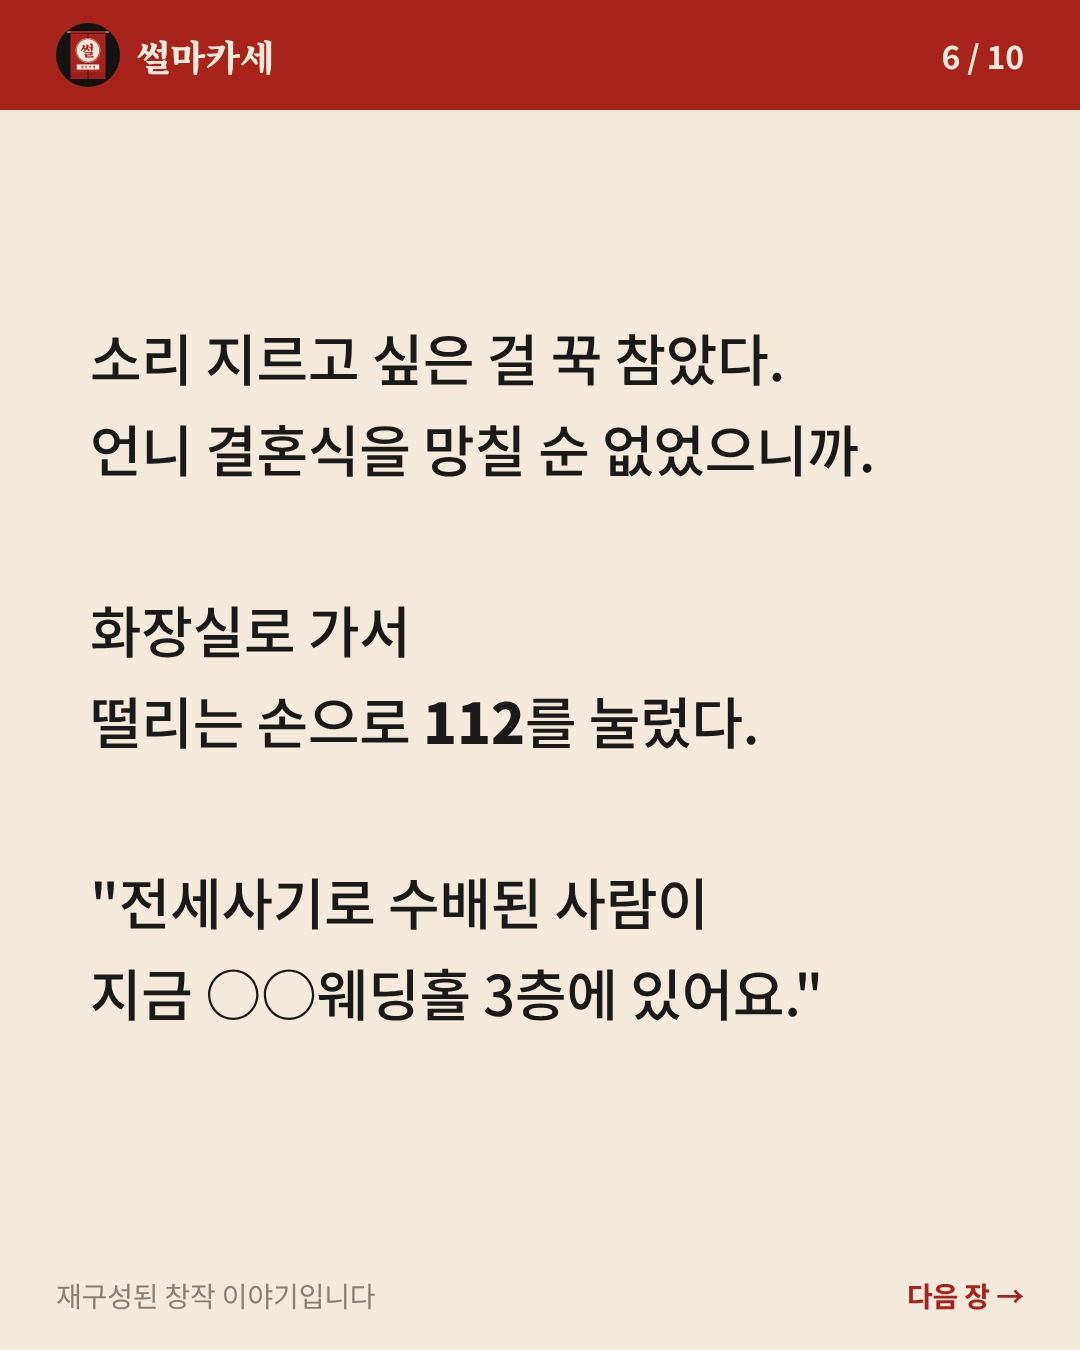 썰
썰마카세
6 / 10
소리 지르고 싶은 걸 꾹 참았다.
언니 결혼식을 망칠 순 없었으니까.
화장실로 가서
떨리는 손으로 112를 눌렀다.
"전세사기로 수배된 사람이
지금 ◯◯웨딩홀 3층에 있어요."
재구성된 창작 이야기입니다
다음 장 →